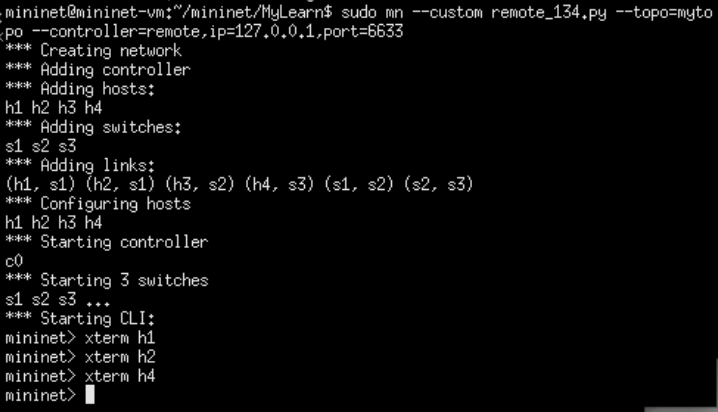 mininet@mininet-vm:~/mininet/MyLearn$ sudo mn --custom remote_134.py --topo=myto
po --controller=remote,ip=127.0.0.1,port=6633
*** Creating network
*** Adding controller
*** Adding hosts:
h1 h2 h3 h4
*** Adding switches:
s1 s2 s3
*** Adding links:
(h1, s1) (h2, s1) (h3, s2) (h4, s3) (s1, s2) (s2, s3)
*** Configuring hosts
h1 h2 h3 h4
*** Starting controller
c0
*** Starting 3 switches
s1 s2 s3 ...
*** Starting CLI:
mininet> xterm h1
mininet> xterm h2
mininet> xterm h4
mininet>